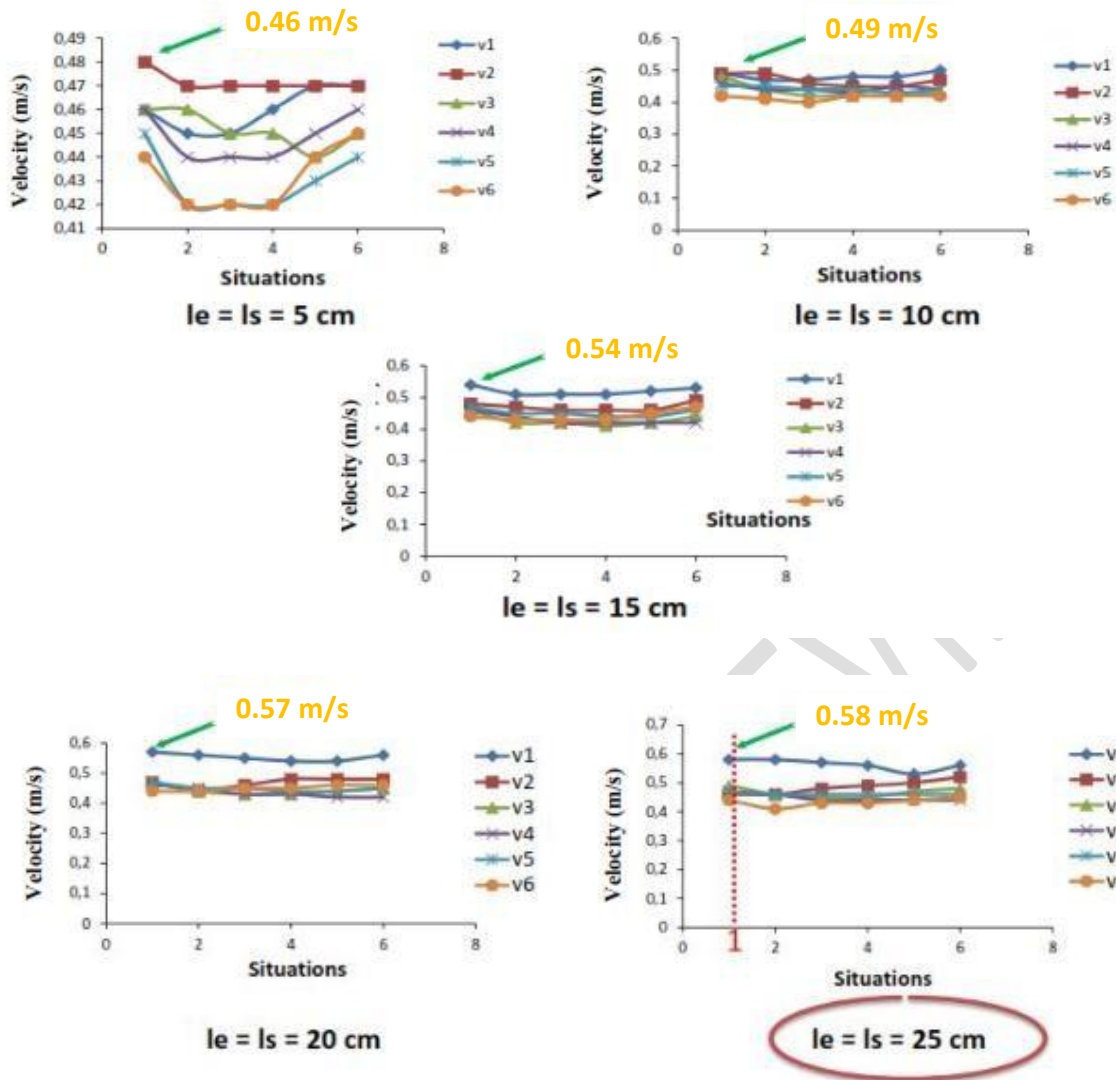 0.46 m/s
Velocity (m/s)
0,49
0,48
0,47
0,46
0,45
0,44
0,43
0,42
0,41
0 2 4 6 8
Situations
v1
v2
v3
v4
v5
v6
le = ls = 5 cm
0.49 m/s
Velocity (m/s)
0,6
0,5
0,4
0,3
0,2
0,1
0
0 2 4 6 8
Situations
v1
v2
v3
v4
v5
v6
le = ls = 10 cm
0.54 m/s
Velocity (m/s)
0,6
0,5
0,4
0,3
0,2
0,1
0
0 2 4 6 8
Situations
v1
v2
v3
v4
v5
v6
le = ls = 15 cm
0.57 m/s
Velocity (m/s)
0,6
0,5
0,4
0,3
0,2
0,1
0
0 2 4 6 8
Situations
v1
v2
v3
v4
v5
v6
le = ls = 20 cm
0.58 m/s
Velocity (m/s)
0,7
0,6
0,5
0,4
0,3
0,2
0,1
0
0 2 4 6 8
1
Situations
v
v
v
v
v
v
le = ls = 25 cm